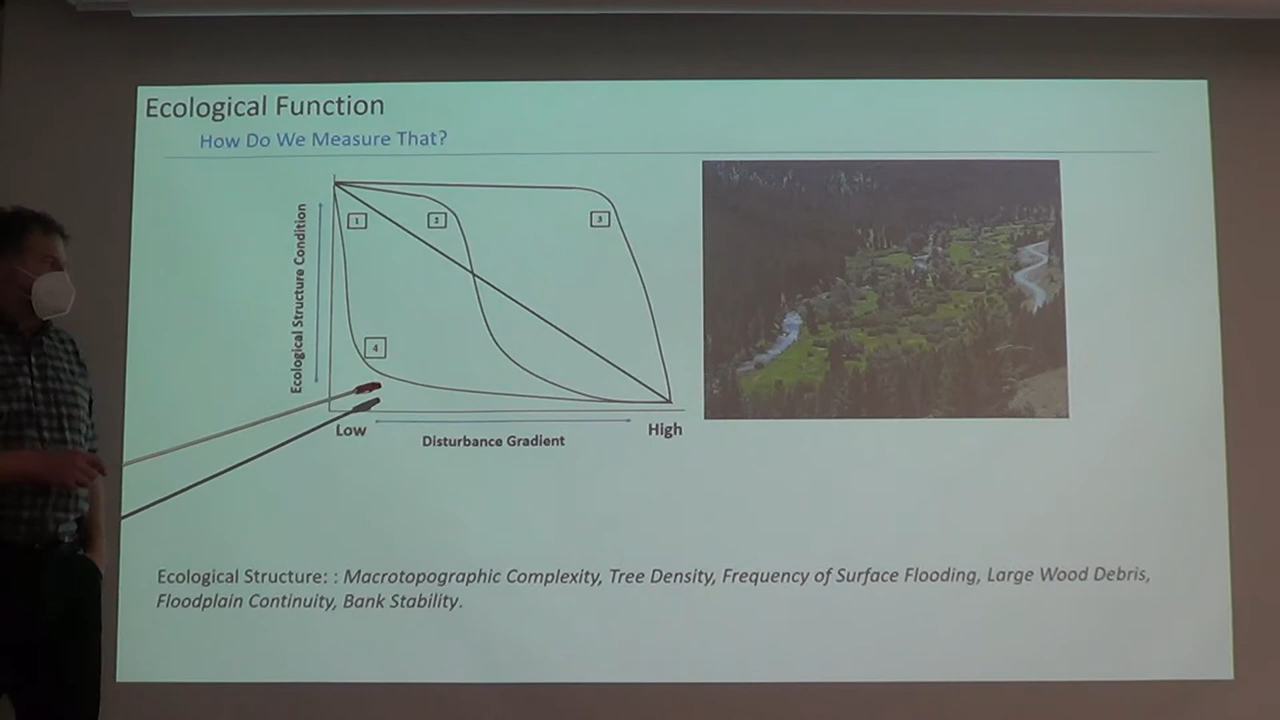 Ecological Function
How Do We Measure That?
Ecological Structure Condition
1
2
3
4
Low
High
Disturbance Gradient
Ecological Structure: : Macrotopographic Complexity, Tree Density, Frequency of Surface Flooding, Large Wood Debris,
Floodplain Continuity, Bank Stability.